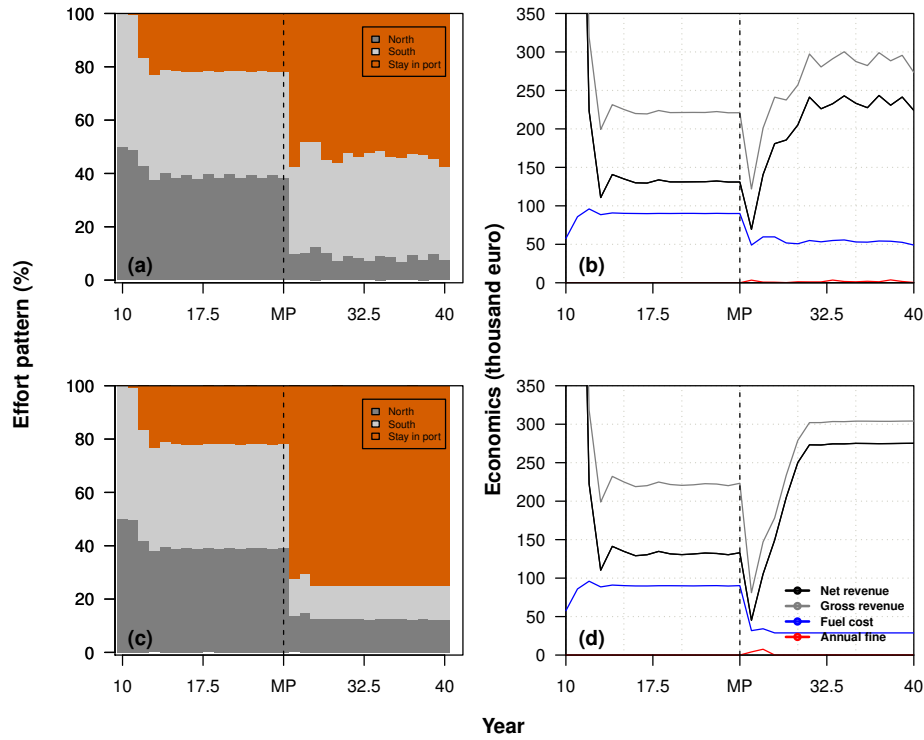 Effort pattern (%)
100
80
60
40
20
0
North
South
Stay in port
(a)
10
17.5
MP
32.5
40
Economics (thousand euro)
350
300
250
200
150
100
50
0
(b)
10
17.5
MP
32.5
40
100
80
60
40
20
0
North
South
Stay in port
(c)
10
17.5
MP
32.5
40
350
300
250
200
150
100
50
0
Net revenue
Gross revenue
Fuel cost
Annual fine
(d)
10
17.5
MP
32.5
40
Year